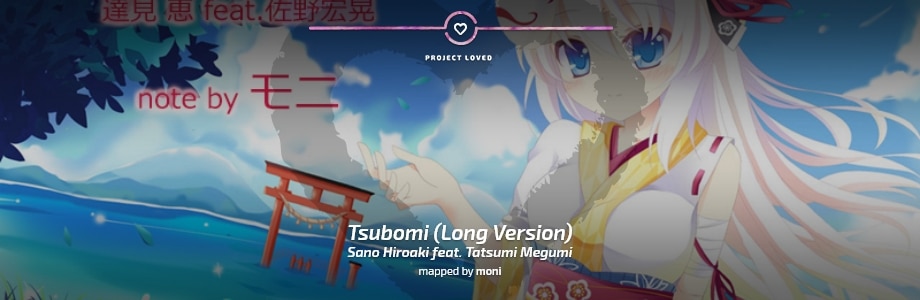 達見 恵 feat.佐野宏晃
PROJECT LOVED
note by モニ
Tsubomi (Long Version)
Sano Hiroaki feat. Tatsumi Megumi
mapped by moni